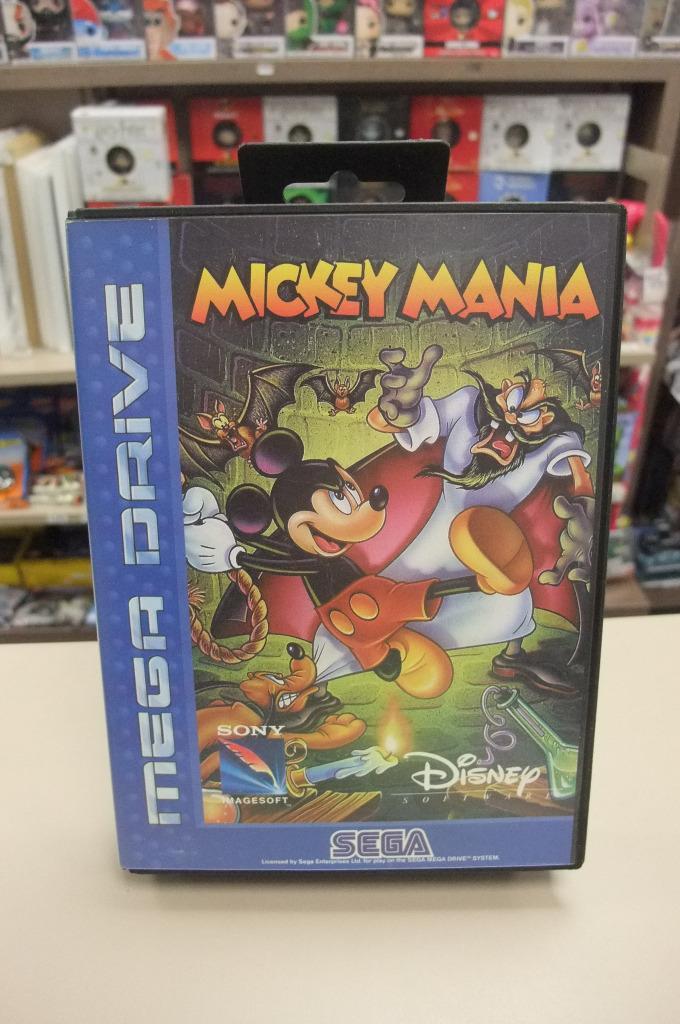 MEGA DRIVE
MICKEY MANIA
SONY
IMAGESOFT
Disney
SOFTWARE
SEGA
Licensed by Sega Enterprises Ltd. for play on the SEGA MEGA DRIVE™ SYSTEM.